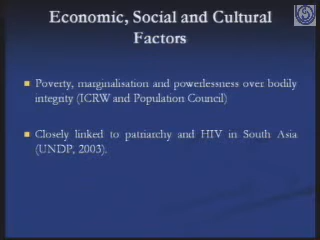 Economic, Social and Cultural
Factors
Poverty, marginalisation and powerlessness over bodily
integrity (ICRW and Population Council)
Closely linked to patriarchy and HIV in South Asia
(UNDP, 2003).